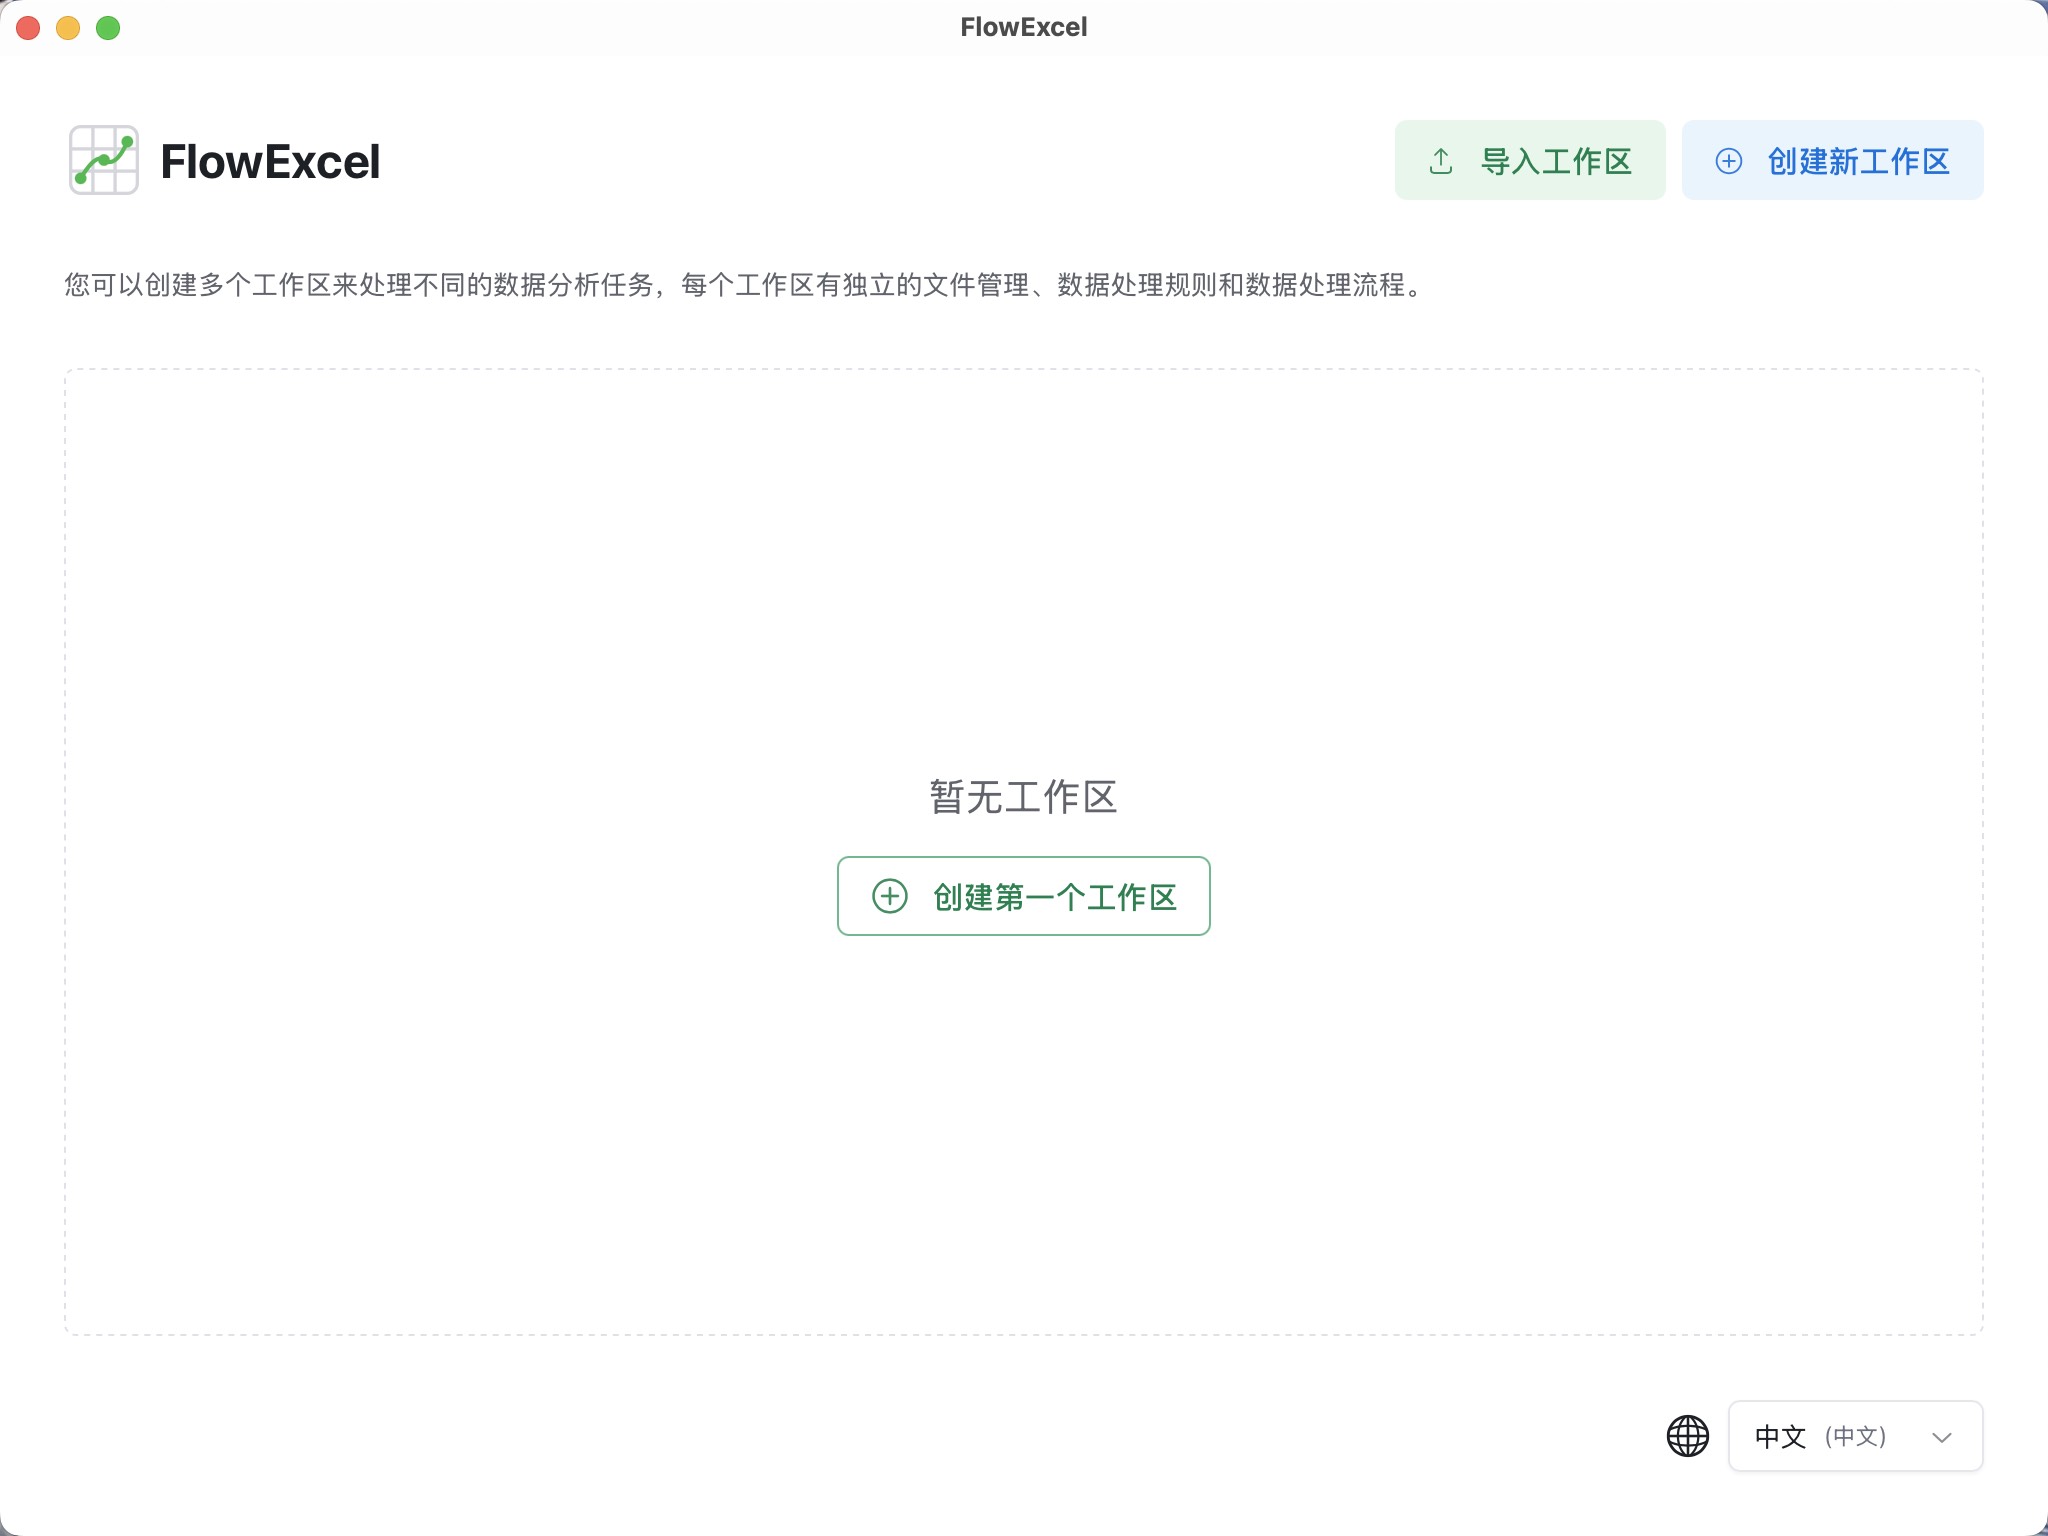 FlowExcel
FlowExcel
导入工作区
创建新工作区
您可以创建多个工作区来处理不同的数据分析任务，每个工作区有独立的文件管理、数据处理规则和数据处理流程。
暂无工作区
创建第一个工作区
中文 (中文)